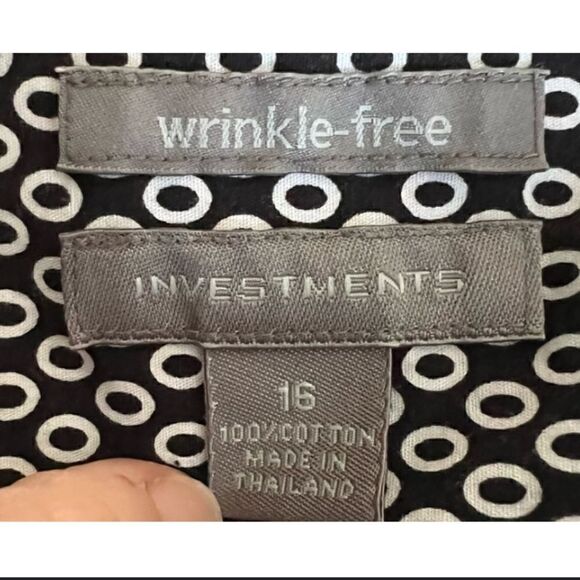 wrinkle-free
INVESTMENTS
16
100%COTTON
MADE IN
THAILAND